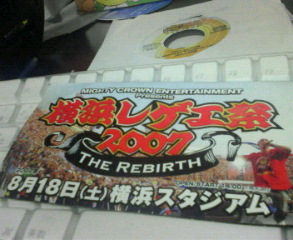 MIGHTY CROWN ENTERTAINMENT
Presents
横浜レゲエ祭
2007
THE REBIRTH
8月18日(土) 横浜スタジアム